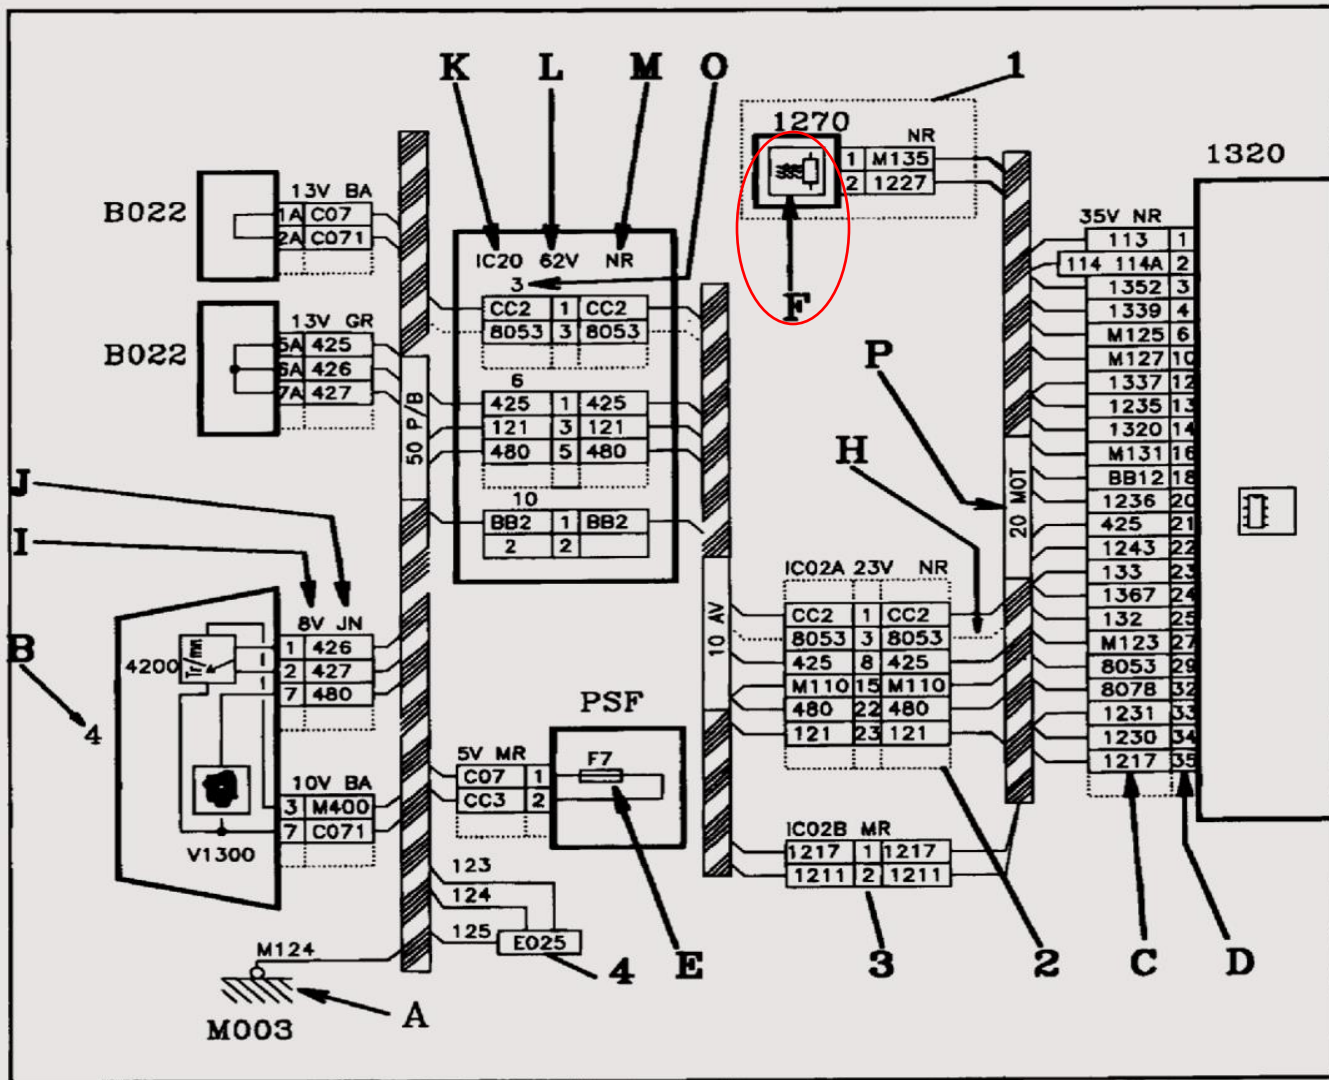 K L M O 1
1270
NR
1 M135
2 1227
F
1320
35V NR
113 1
114 114A 2
1352 3
1339 4
M125 6
M127 10
1337 12
1235 13
1320 14
M131 16
BB12 18
1236 20
425 21
1243 22
133 23
1367 24
132 25
M123 27
8053 29
8078 32
1231 33
1230 34
1217 35
C D
B022
13V BA
1A C07
2A C071
B022
13V GR
5A 425
6A 426
7A 427
50 P/B
IC20 62V NR
3
CC2 1 CC2
8053 3 8053
6
425 1 425
121 3 121
480 5 480
10
BB2 1 BB2
2 2
P
H
20 MOT
10 AV
IC02A 23V NR
CC2 1 CC2
8053 3 8053
425 8 425
M110 15 M110
480 22 480
121 23 121
2
IC02B MR
1217 1 1217
1211 2 1211
3
J
I
B
4
8V JN
4200
Tr/mn
1 426
2 427
7 480
10V BA
3 M400
7 C071
V1300
PSF
5V MR
C07 1
CC3 2
F7
E
123
124
125
E025
4
M124
A
M003